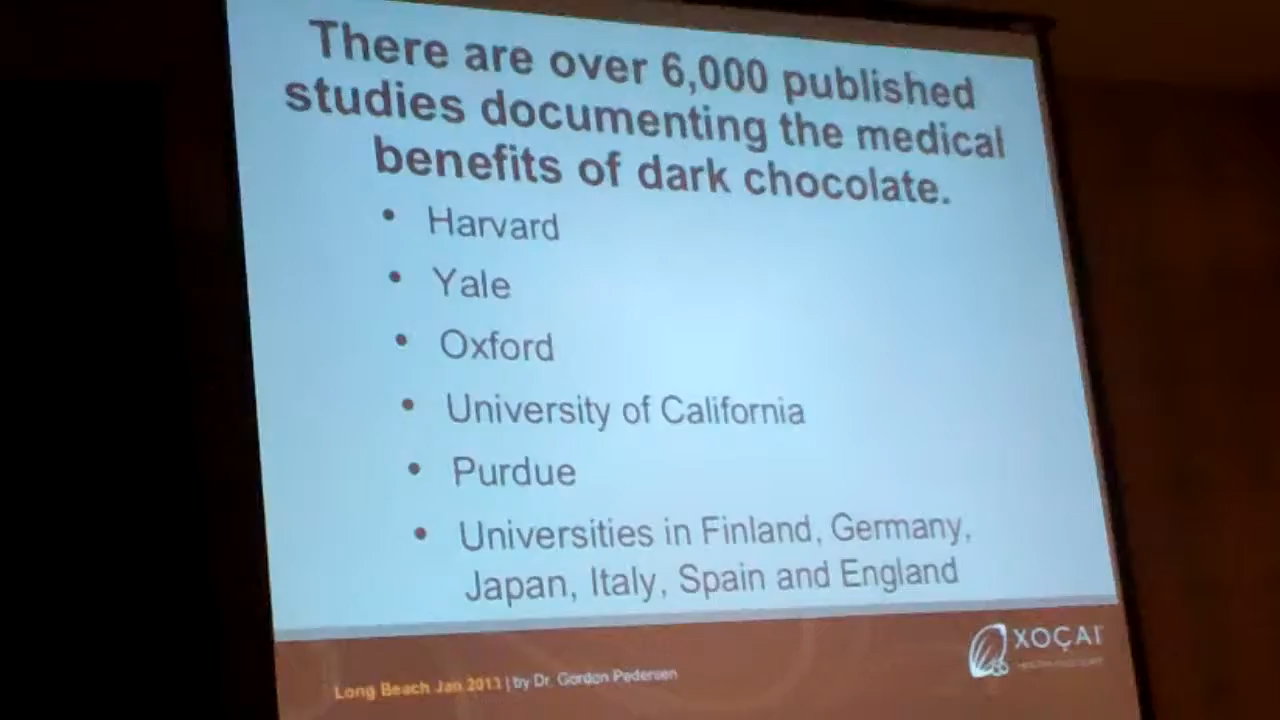 There are over 6,000 published
studies documenting the medical
benefits of dark chocolate.
• Harvard
• Yale
• Oxford
• University of California
• Purdue
• Universities in Finland, Germany,
Japan, Italy, Spain and England
XOÇAI
Long Beach Jan 2013 | by Dr. Gordon Pedersen